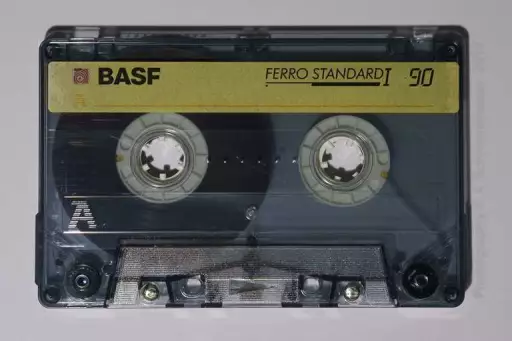 BASF FERRO STANDARD I 90
A